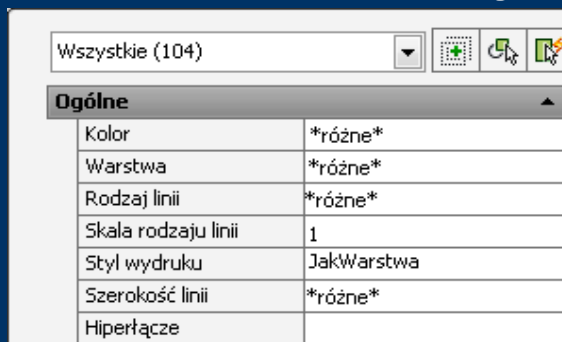 Wszystkie (104)
Ogólne
Kolor *różne*
Warstwa *różne*
Rodzaj linii *różne*
Skala rodzaju linii 1
Styl wydruku JakWarstwa
Szerokość linii *różne*
Hiperłącze